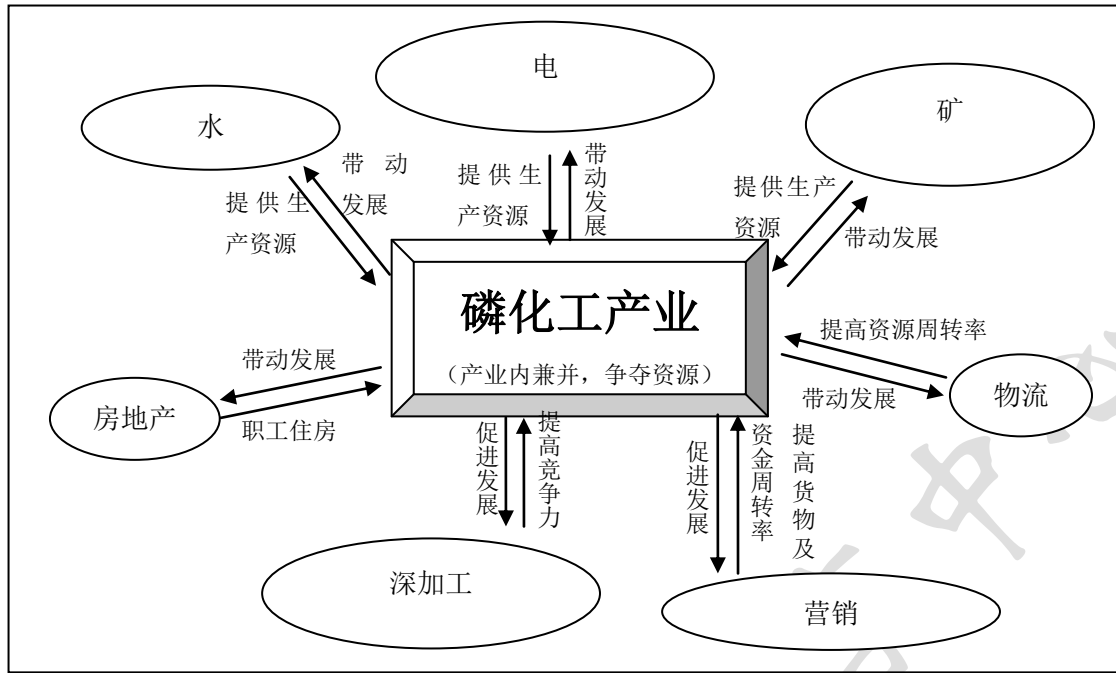 电
水
矿
带 动
发展
提 供 生
产资源
提 供 生
产资源
带动发展
提供生产
资源
带动发展
磷化工产业
（产业内兼并，争夺资源）
提高资源周转率
带动发展
物流
带动发展
房地产
职工住房
促进发展
提高竞争力
促进发展
资金周转率
提高货物及
深加工
营销
中